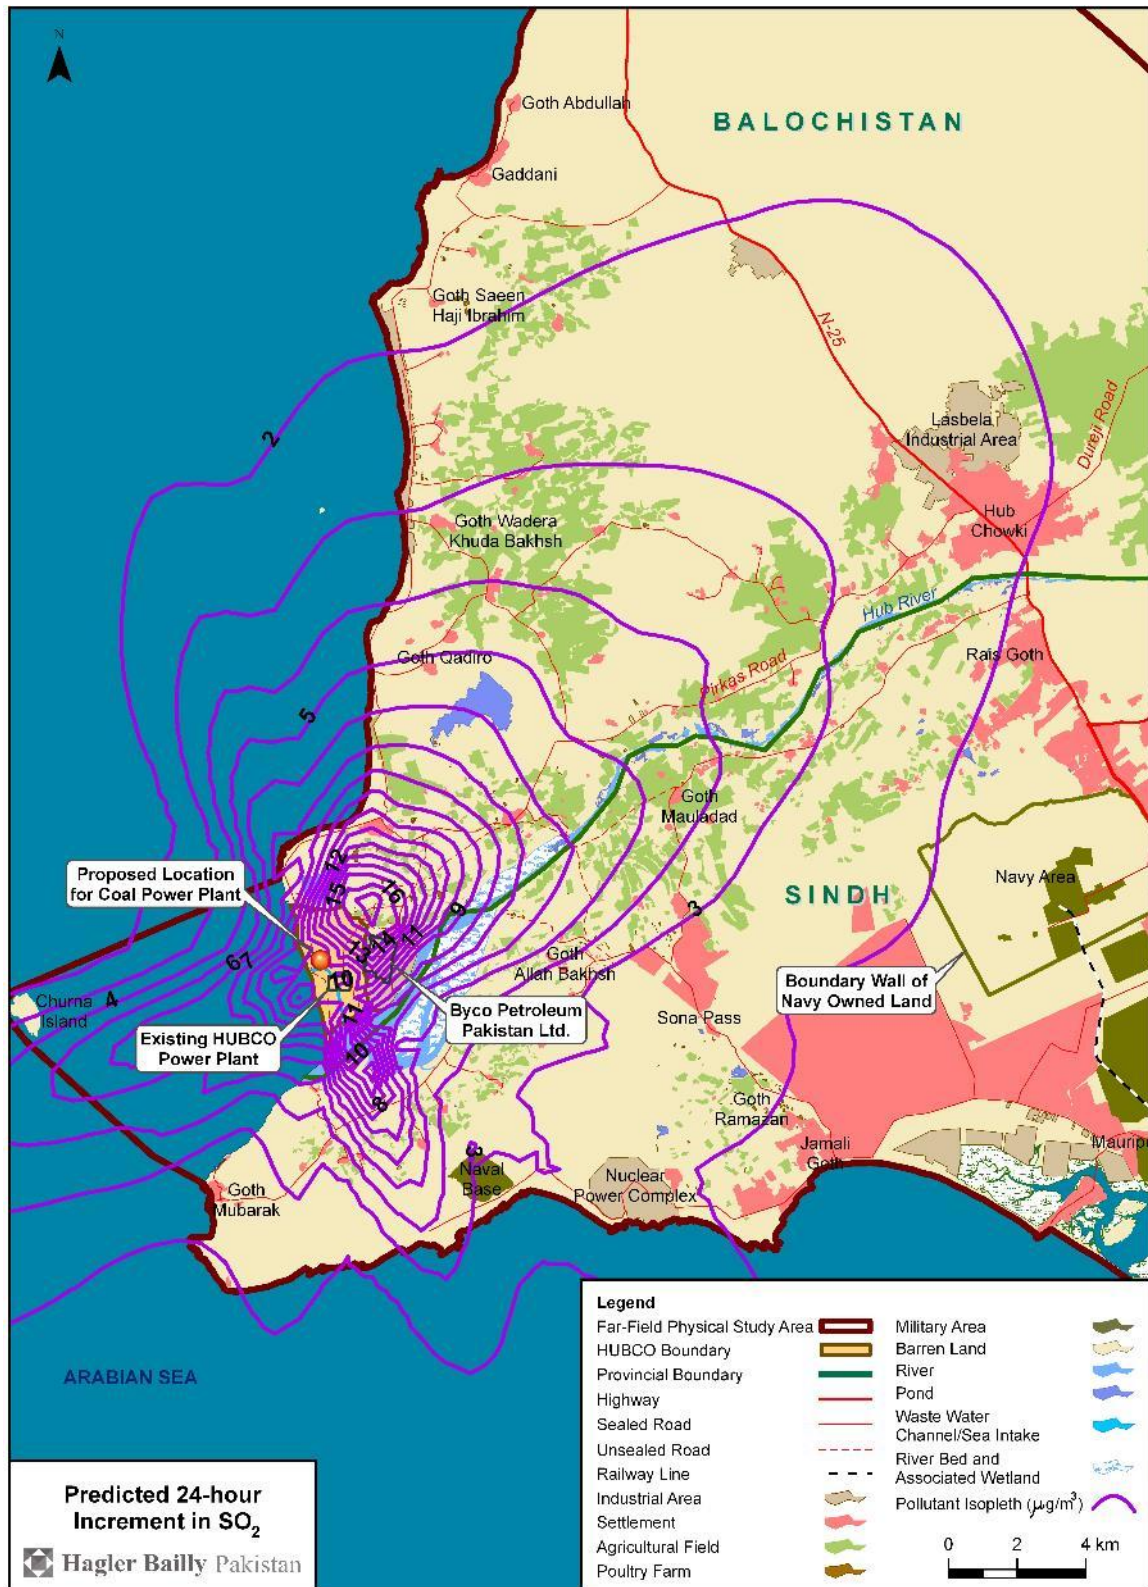 N
Goth Abdullah
BALOCHISTAN
Gaddani
Goth Saeen
Haji Ibrahim
N-25
2
Lasbela
Industrial Area
Dureji Road
Hub
Chowki
Goth Wadera
Khuda Bakhsh
Hub River
Goth Qadiro
Pirkas Road
Rais Goth
5
Goth
Mauladad
Proposed Location
for Coal Power Plant
12
15
16
Navy Area
SINDH
9
3
11
14
13
Goth
Allah Bakhsh
67
10
4
Churna
Island
Boundary Wall of
Navy Owned Land
Byco Petroleum
Pakistan Ltd.
Sona Pass
11
Existing HUBCO
Power Plant
10
8
Goth
Ramazan
Jamali
Goth
Mauripu
3
Naval
Base
Nuclear
Power Complex
Goth
Mubarak
ARABIAN SEA
Legend
Far-Field Physical Study Area
HUBCO Boundary
Provincial Boundary
Highway
Sealed Road
Unsealed Road
Railway Line
Industrial Area
Settlement
Agricultural Field
Poultry Farm
Military Area
Barren Land
River
Pond
Waste Water
Channel/Sea Intake
River Bed and
Associated Wetland
Pollutant Isopleth (µg/m³)
0 2 4 km
Predicted 24-hour
Increment in SO₂
Hagler Bailly Pakistan